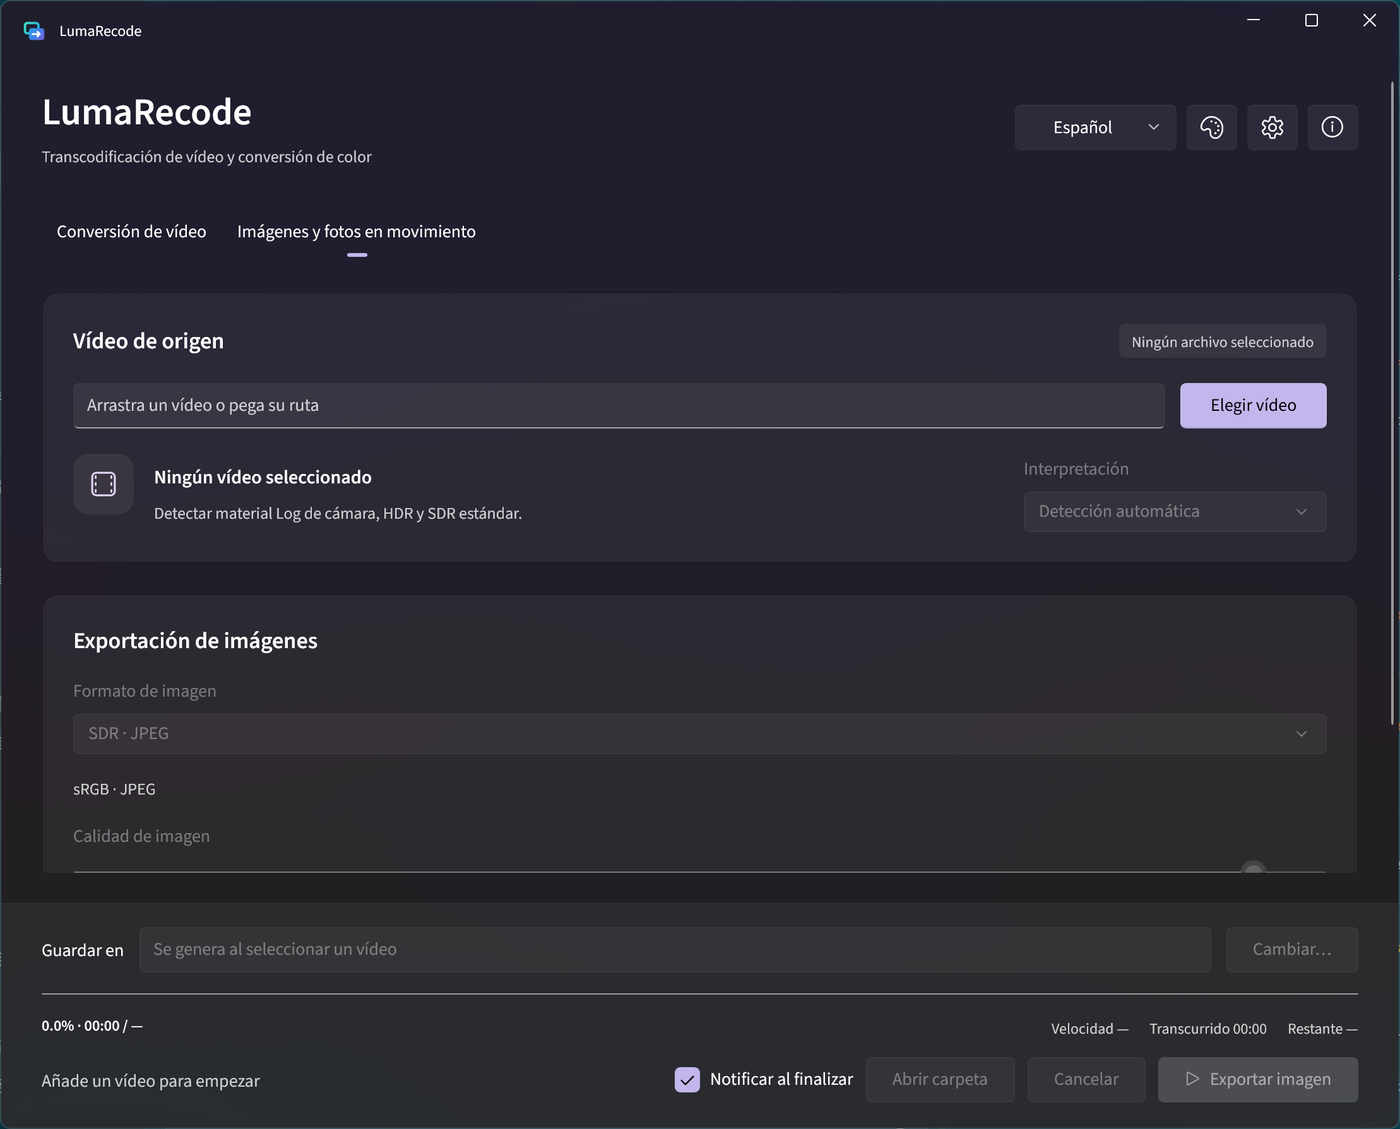 LumaRecode
LumaRecode
Transcodificación de vídeo y conversión de color
Español
Conversión de vídeo
Imágenes y fotos en movimiento
Vídeo de origen
Ningún archivo seleccionado
Arrastra un vídeo o pega su ruta
Elegir vídeo
Ningún vídeo seleccionado
Detectar material Log de cámara, HDR y SDR estándar.
Interpretación
Detección automática
Exportación de imágenes
Formato de imagen
SDR · JPEG
sRGB · JPEG
Calidad de imagen
Guardar en
Se genera al seleccionar un vídeo
Cambiar...
0.0% · 00:00 / —
Velocidad —
Transcurrido 00:00
Restante —
Añade un vídeo para empezar
Notificar al finalizar
Abrir carpeta
Cancelar
Exportar imagen